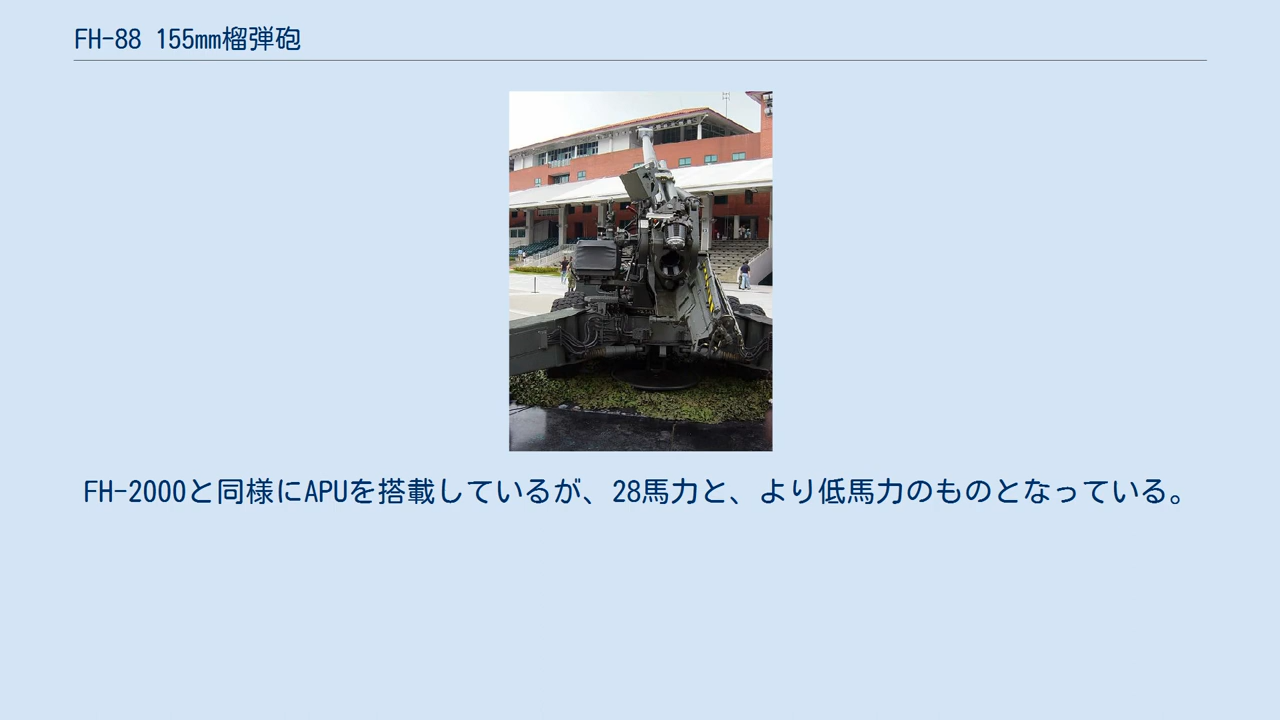 FH-88 155mm榴弾砲
FH-2000と同様にAPUを搭載しているが、28馬力と、より低馬力のものとなっている。